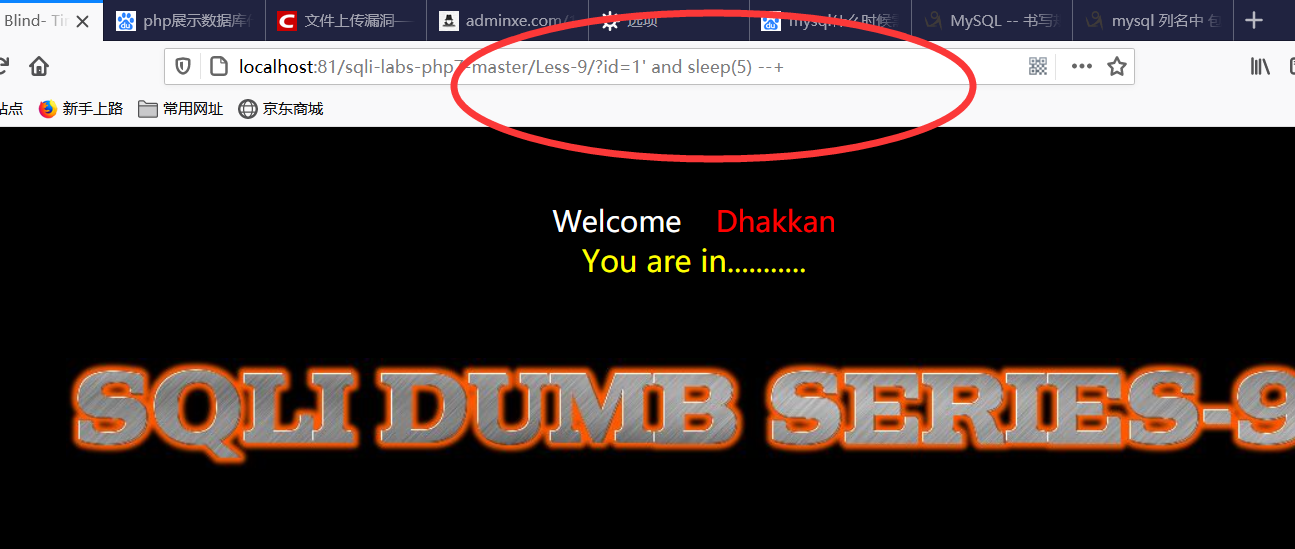 Blind- Tin
php展示数据库
文件上传漏洞—
adminxe.com/
选项
mysql什么时候
MySQL -- 书写
mysql 列名中 包
localhost:81/sqli-labs-php7-master/Less-9/?id=1' and sleep(5) --+
站点
新手上路
常用网址
京东商城
Welcome Dhakkan
You are in...........
SQLI DUMB SERIES-9